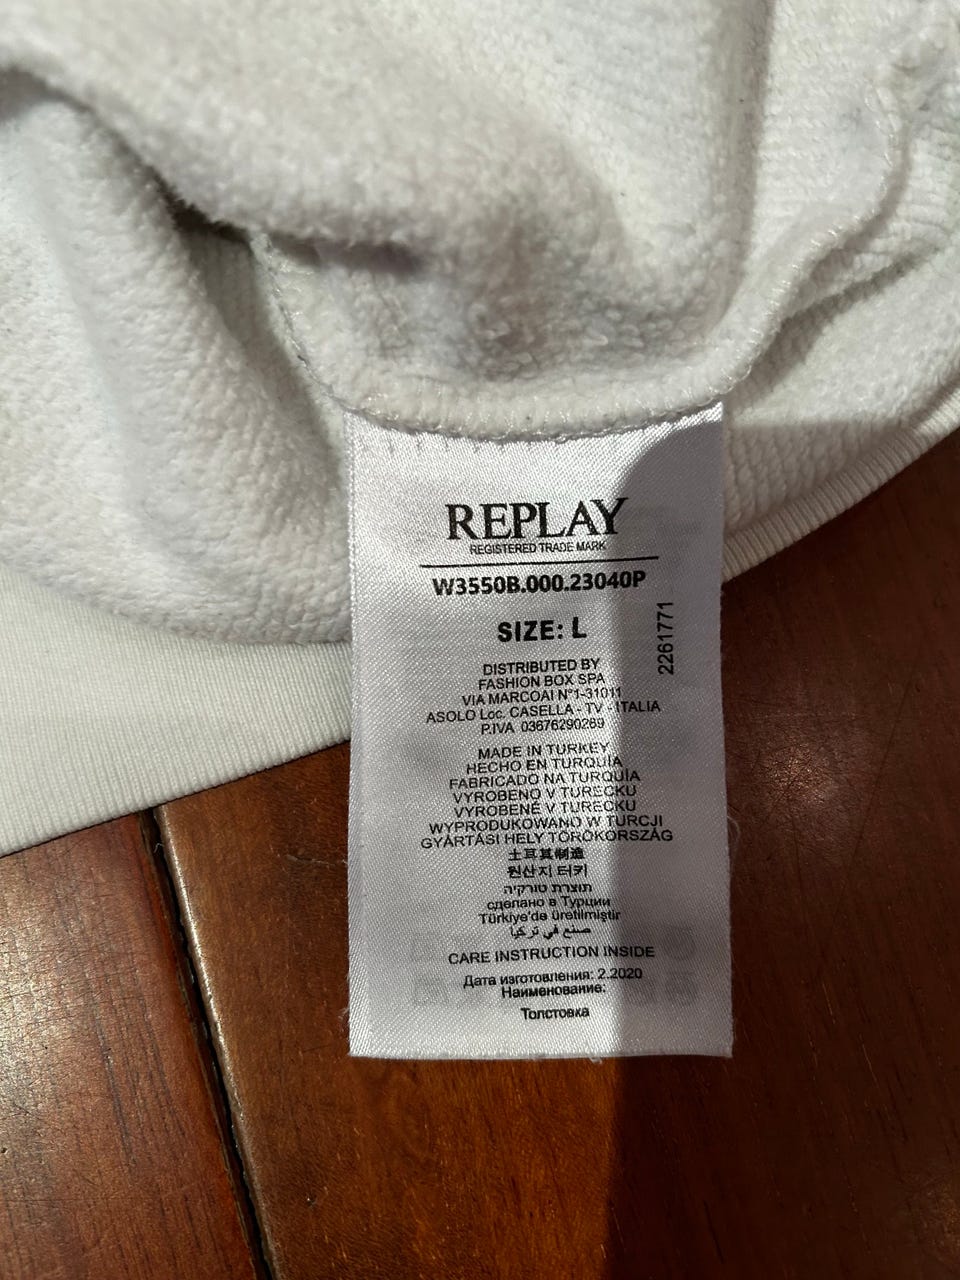 REPLAY
REGISTERED TRADE MARK
W3550B.000.23040P
SIZE: L
2261771
DISTRIBUTED BY
FASHION BOX SPA
VIA MARCOAI N°1-31011
ASOLO Loc. CASELLA - TV - ITALIA
P.IVA 03676290269
MADE IN TURKEY
HECHO EN TURQUÍA
FABRICADO NA TURQUÍA
VYROBENO V TURECKU
VYROBENÉ V TURECKU
WYPRODUKOWANO W TURCJI
GYÁRTÁSI HELY TÖRÖKORSZÁG
土耳其制造
원산지 터키
תוצרת טורקיה
сделано в Турции
Türkiye'de üretilmiştir
صنع في تركيا
CARE INSTRUCTION INSIDE
Дата изготовления: 2.2020
Наименование:
Толстовка